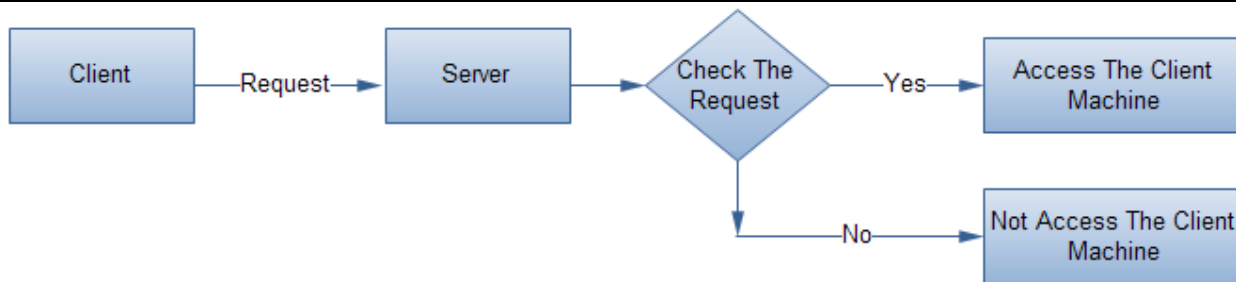 Client
Request
Server
Check The
Request
Yes
Access The Client
Machine
No
Not Access The Client
Machine